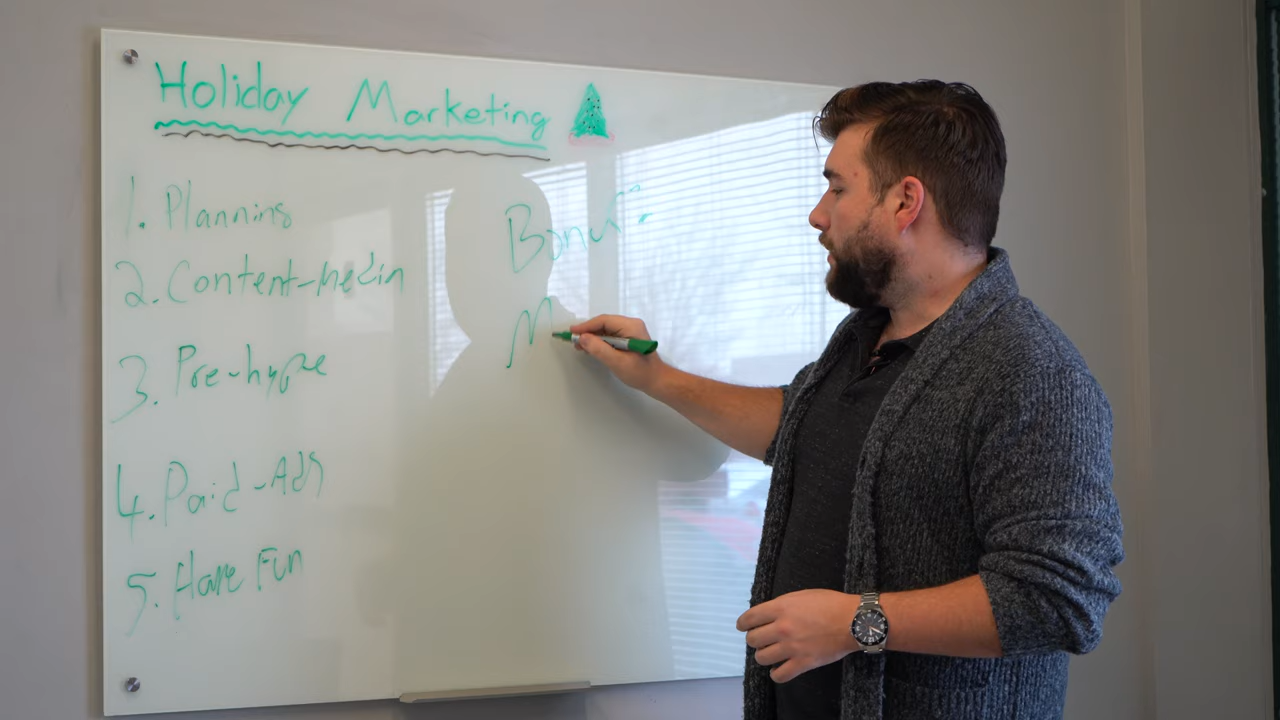 Holiday Marketing
1. Planning
2. Content-Media
3. Pre-hype
4. Paid-Ads
5. Have Fun
Bonus:
M